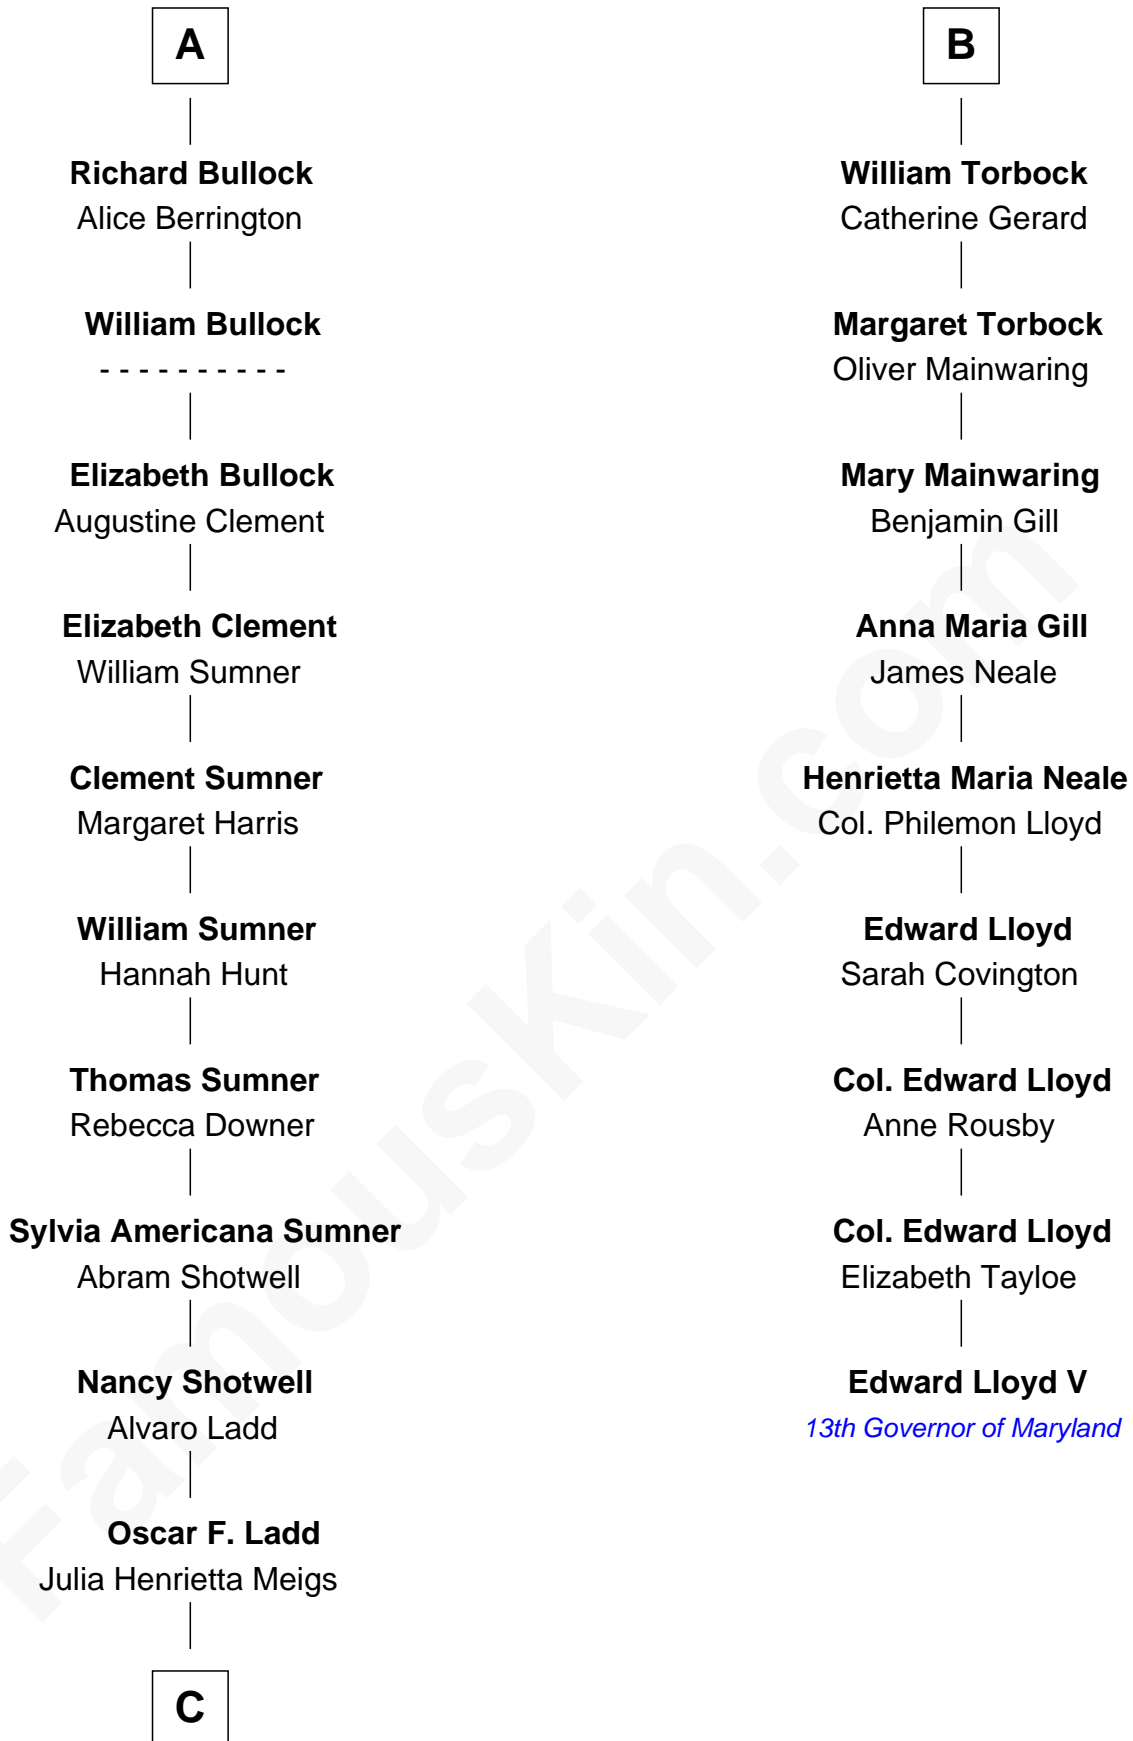 A
Richard Bullock
Alice Berrington
William Bullock
- - - - - - - - - -
Elizabeth Bullock
Augustine Clement
Elizabeth Clement
William Sumner
Clement Sumner
Margaret Harris
William Sumner
Hannah Hunt
Thomas Sumner
Rebecca Downer
Sylvia Americana Sumner
Abram Shotwell
Nancy Shotwell
Alvaro Ladd
Oscar F. Ladd
Julia Henrietta Meigs
C
B
William Torbock
Catherine Gerard
Margaret Torbock
Oliver Mainwaring
Mary Mainwaring
Benjamin Gill
Anna Maria Gill
James Neale
Henrietta Maria Neale
Col. Philemon Lloyd
Edward Lloyd
Sarah Covington
Col. Edward Lloyd
Anne Rousby
Col. Edward Lloyd
Elizabeth Tayloe
Edward Lloyd V
13th Governor of Maryland
FamousKin.com